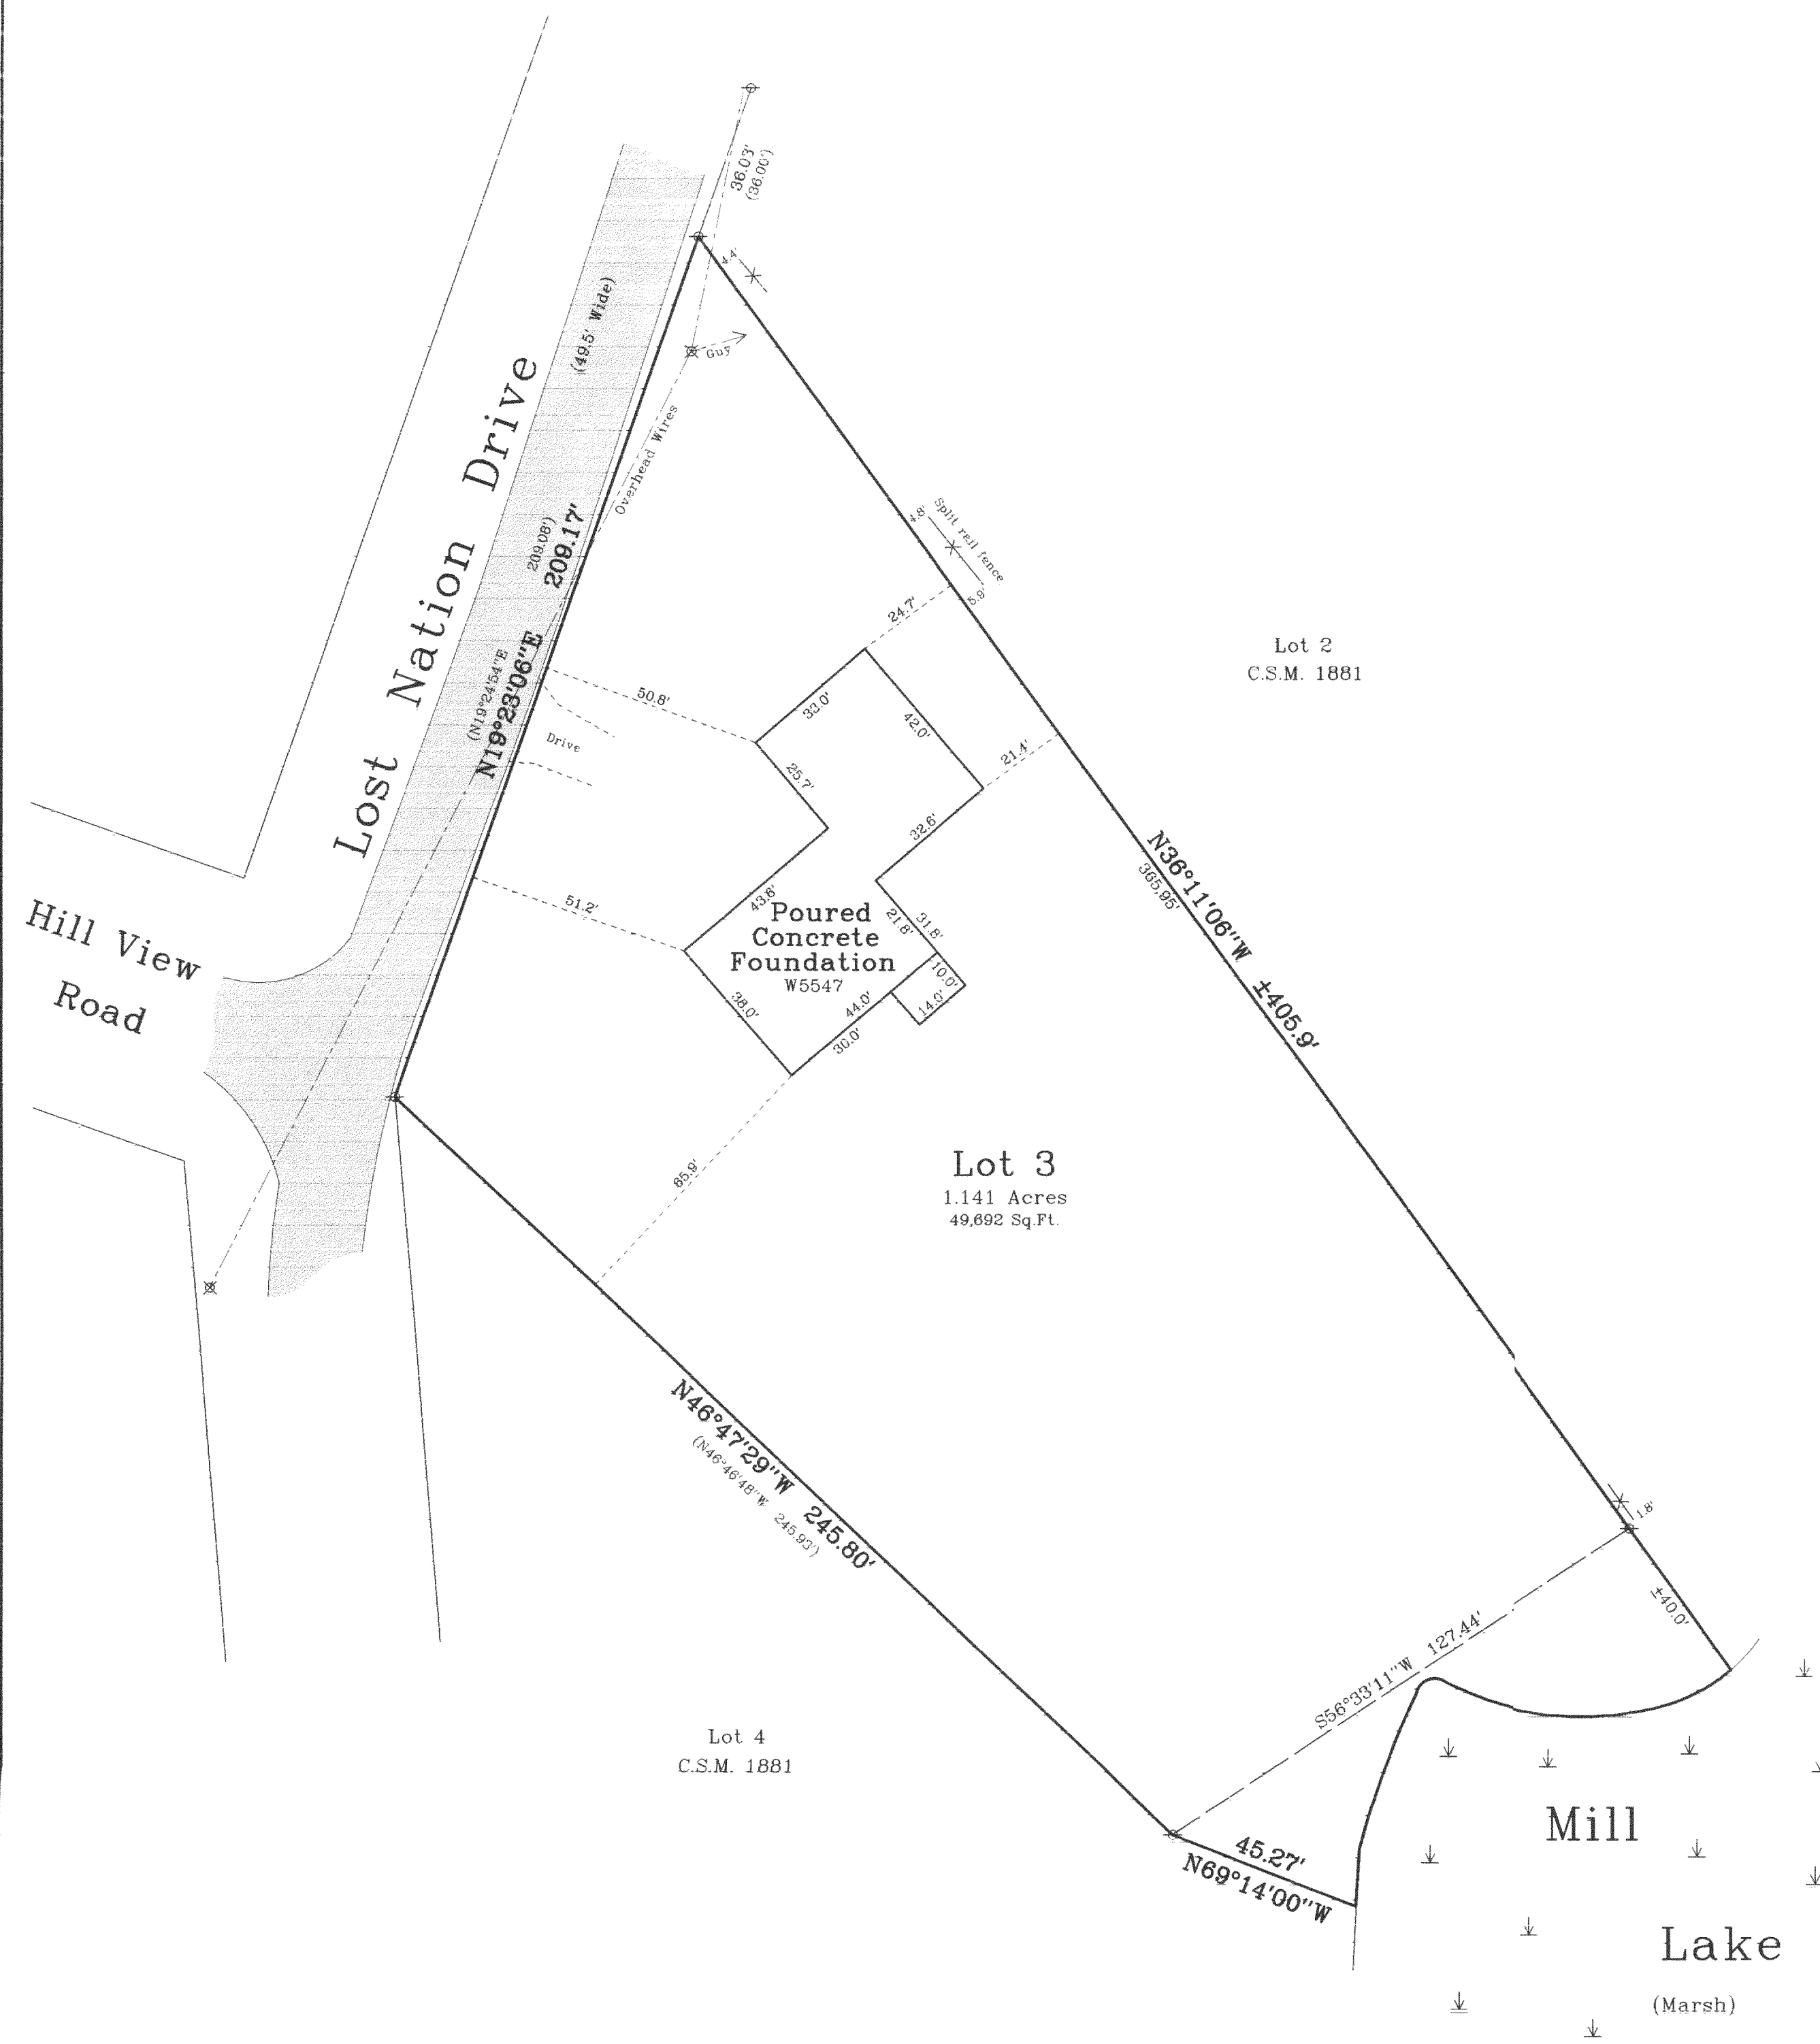 36.03'
(36.00')
4.4'
(49.5' Wide)
Guy
Lost Nation Drive
Overhead Wires
209.08')
209.17'
4.8'
Split rail fence
5.9'
24.7'
Lot 2
C.S.M. 1881
(N19°24'54"E
N19°23'06"E
50.8'
33.0'
42.0'
Drive
25.7'
21.4'
32.6'
N36°11'06"W ±405.9'
365.95'
Hill View
Road
51.2'
43.8'
Poured
Concrete
Foundation
W5547
21.8'
31.8'
10.0'
14.0'
38.0'
44.0'
30.0'
65.9'
Lot 3
1.141 Acres
49,692 Sq.Ft.
N46°47'29"W 245.80'
(N46°46'48"W 245.93')
1.8'
±40.0'
S56°33'11"W 127.44'
Lot 4
C.S.M. 1881
45.27'
N69°14'00"W
Mill
Lake
(Marsh)